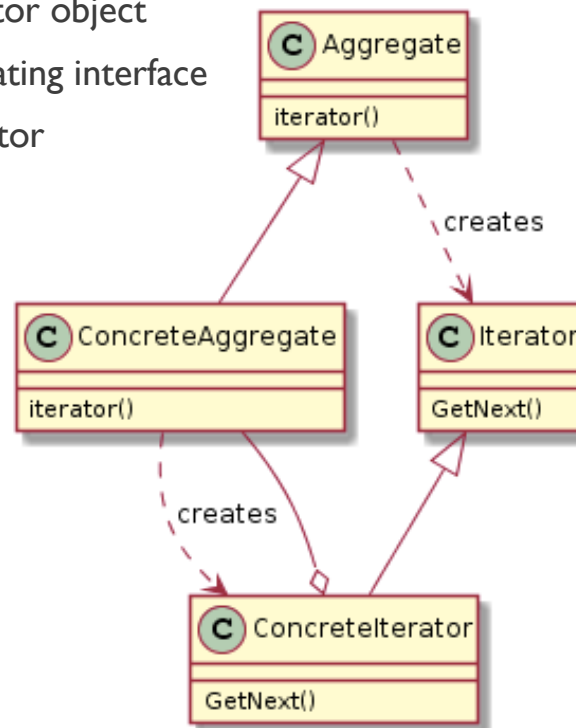 tor object
ating interface
tor
C Aggregate
iterator()
creates
C ConcreteAggregate
iterator()
C Iterator
GetNext()
creates
C ConcreteIterator
GetNext()